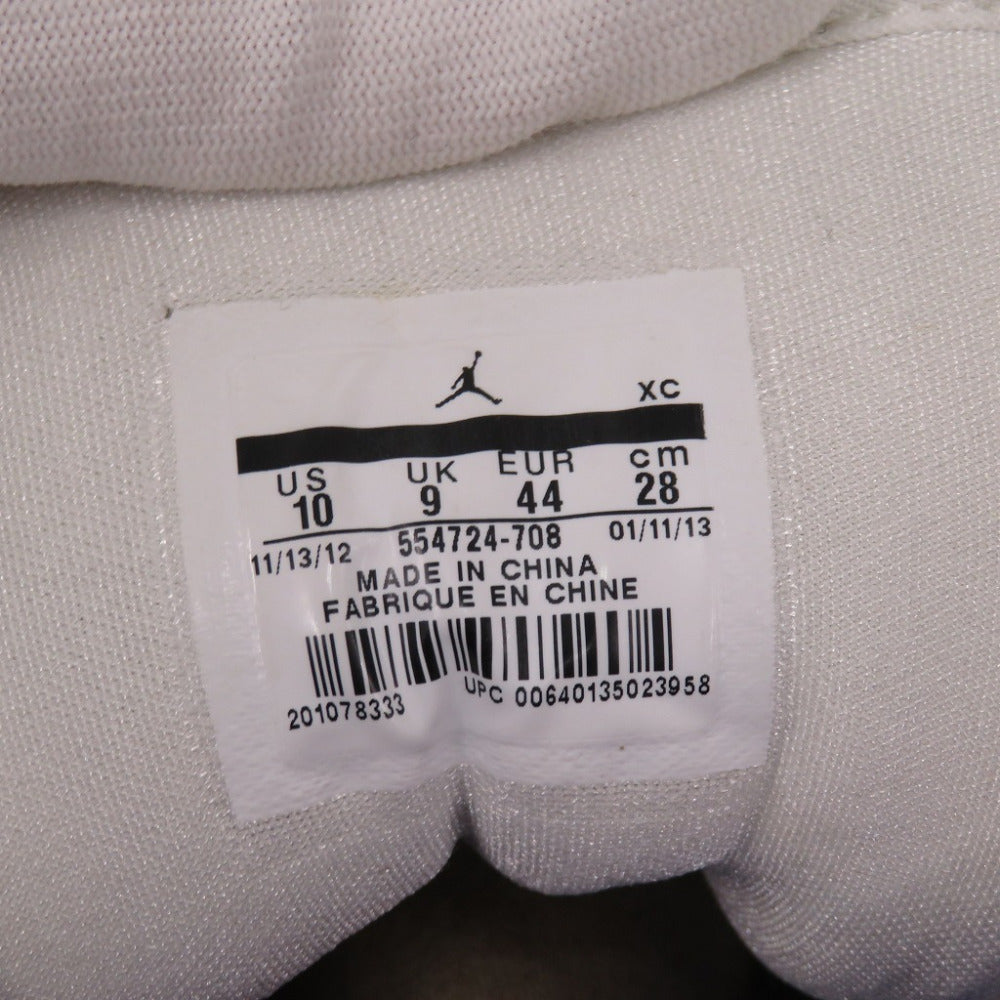 XC
US UK EUR cm
10 9 44 28
11/13/12 554724-708 01/11/13
MADE IN CHINA
FABRIQUE EN CHINE
201078333 UPC 00640135023958